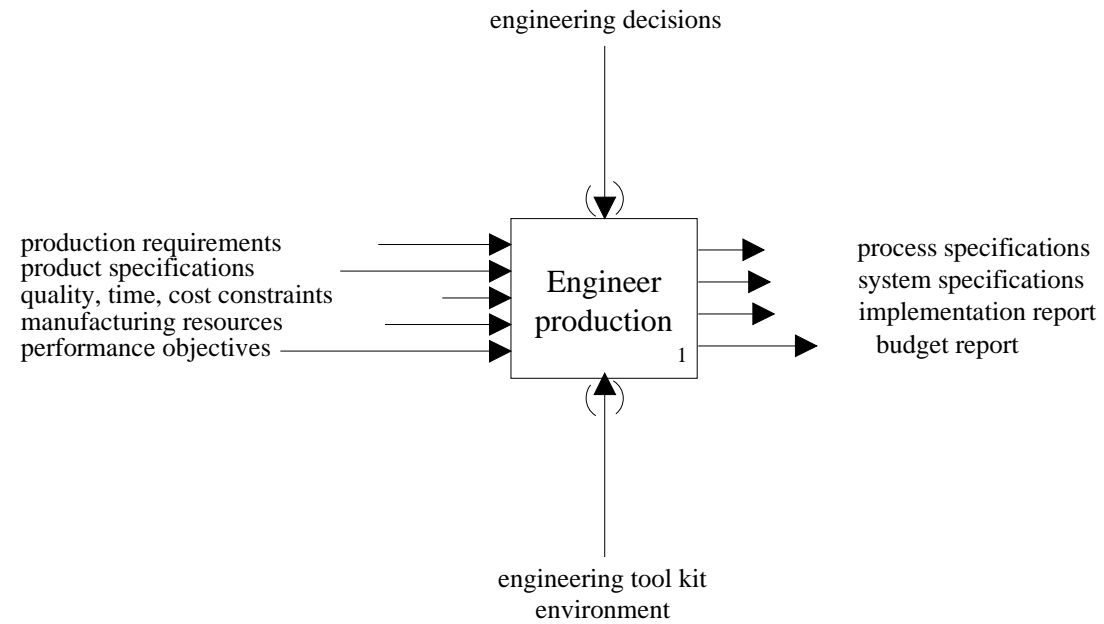 engineering decisions
production requirements
product specifications
quality, time, cost constraints
manufacturing resources
performance objectives
Engineer
production
1
process specifications
system specifications
implementation report
budget report
engineering tool kit
environment